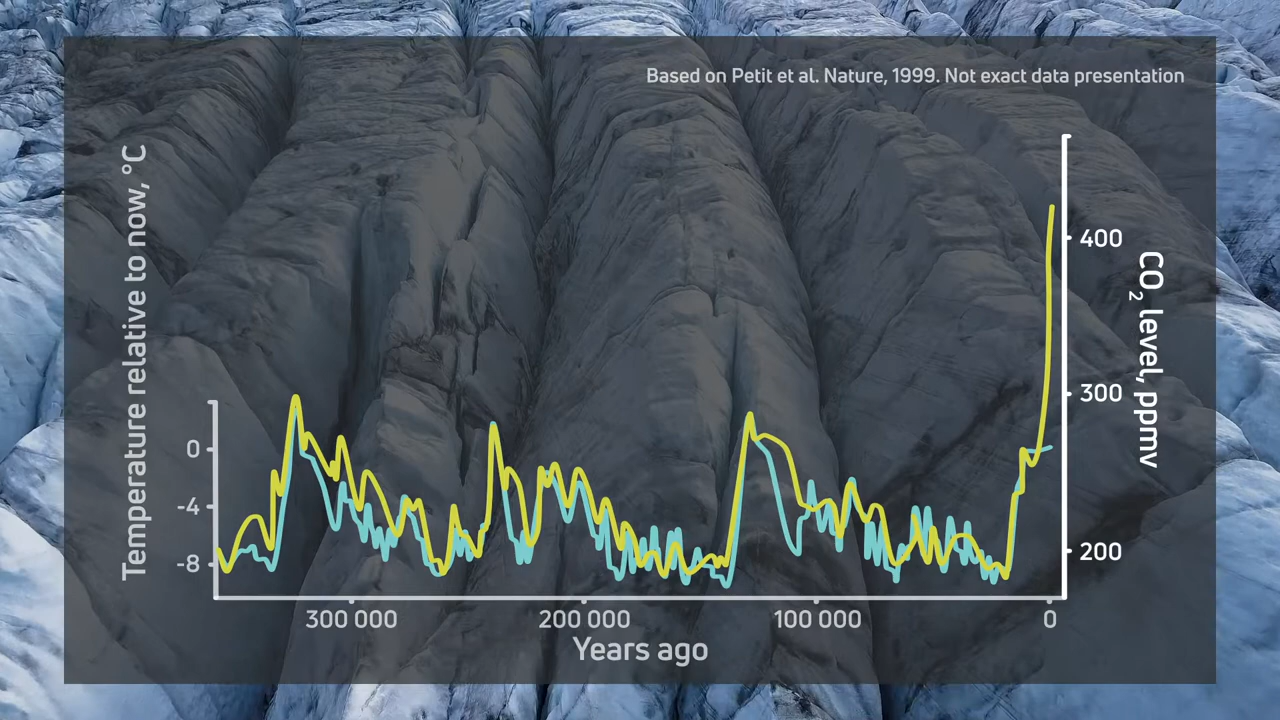 Based on Petit et al. Nature, 1999. Not exact data presentation
Temperature relative to now, °C
0
-4
-8
400
300
200
CO2 level, ppmv
300 000
200 000
100 000
0
Years ago